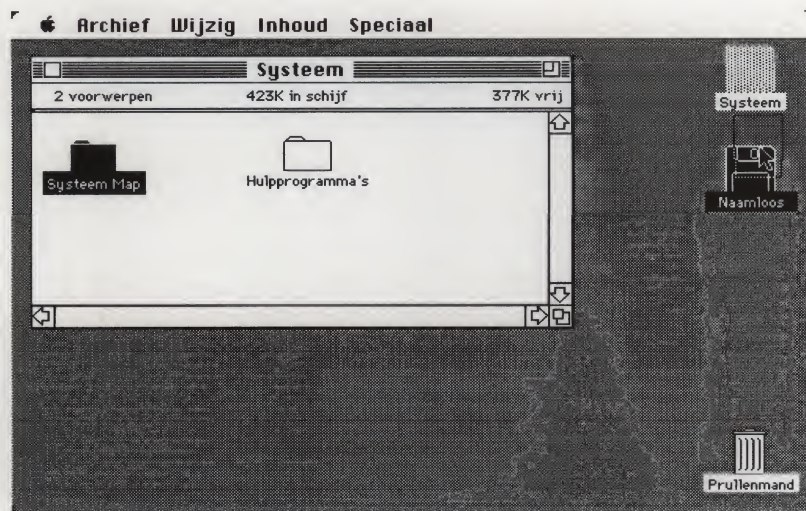 Archief Wijzig Inhoud Speciaal
Systeem
2 voorwerpen 423K in schijf 377K vrij
Systeem Map
Hulpprogramma's
Systeem
Naamloos
Prullenmand